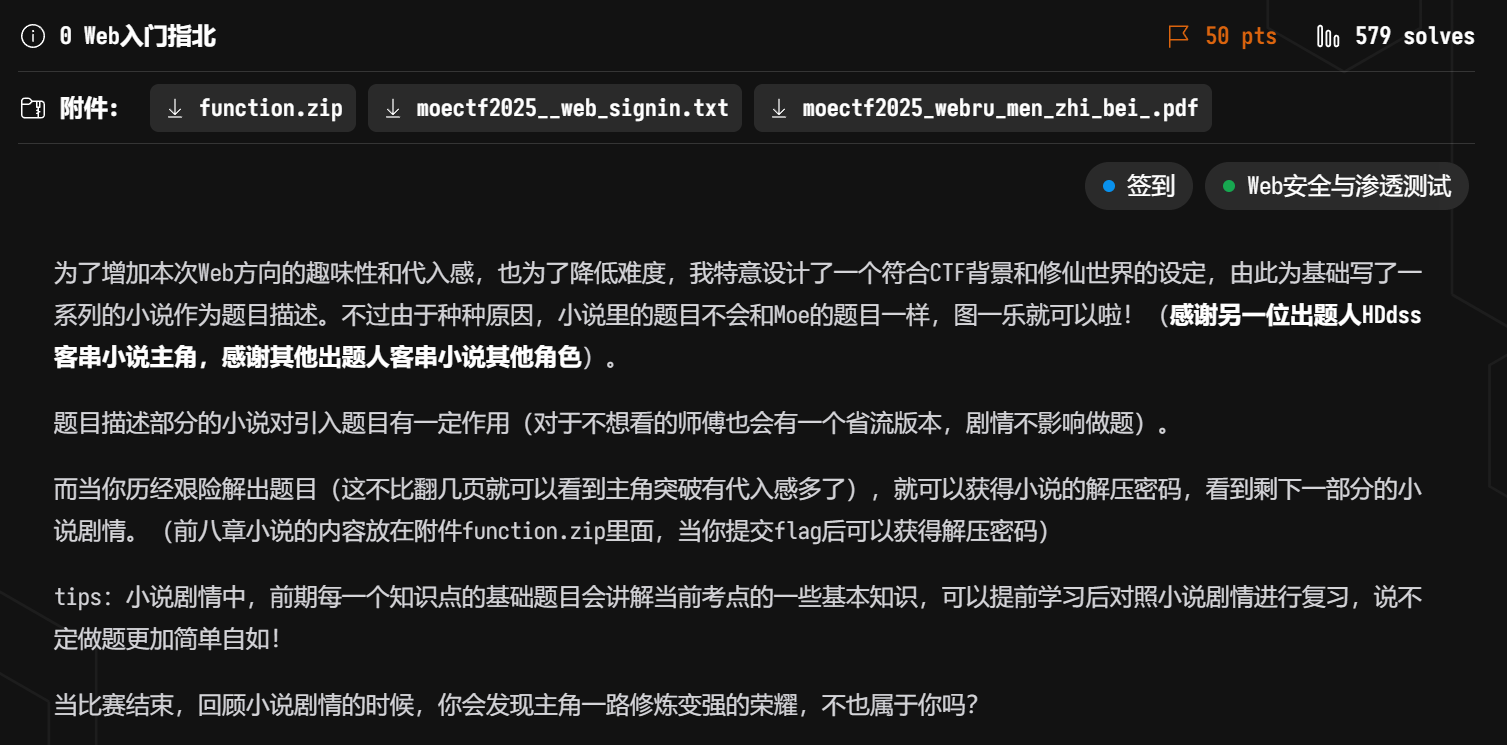 0 Web入门指北
50 pts
579 solves
附件：
function.zip
moectf2025__web_signin.txt
moectf2025_webru_men_zhi_bei_.pdf
签到
Web安全与渗透测试
为了增加本次Web方向的趣味性和代入感，也为了降低难度，我特意设计了一个符合CTF背景和修仙世界的设定，由此为基础写了一
系列的小说作为题目描述。不过由于种种原因，小说里的题目不会和Moe的题目一样，图一乐就可以啦！（感谢另一位出题人HDdss
客串小说主角，感谢其他出题人客串小说其他角色）。
题目描述部分的小说对引入题目有一定作用（对于不想看的师傅也会有一个省流版本，剧情不影响做题）。
而当你历经艰险解出题目（这不比翻几页就可以看到主角突破有代入感多了），就可以获得小说的解压密码，看到剩下一部分的小
说剧情。（前八章小说的内容放在附件function.zip里面，当你提交flag后可以获得解压密码）
tips：小说剧情中，前期每一个知识点的基础题目会讲解当前考点的一些基本知识，可以提前学习后对照小说剧情进行复习，说不
定做题更加简单自如！
当比赛结束，回顾小说剧情的时候，你会发现主角一路修炼变强的荣耀，不也属于你吗？